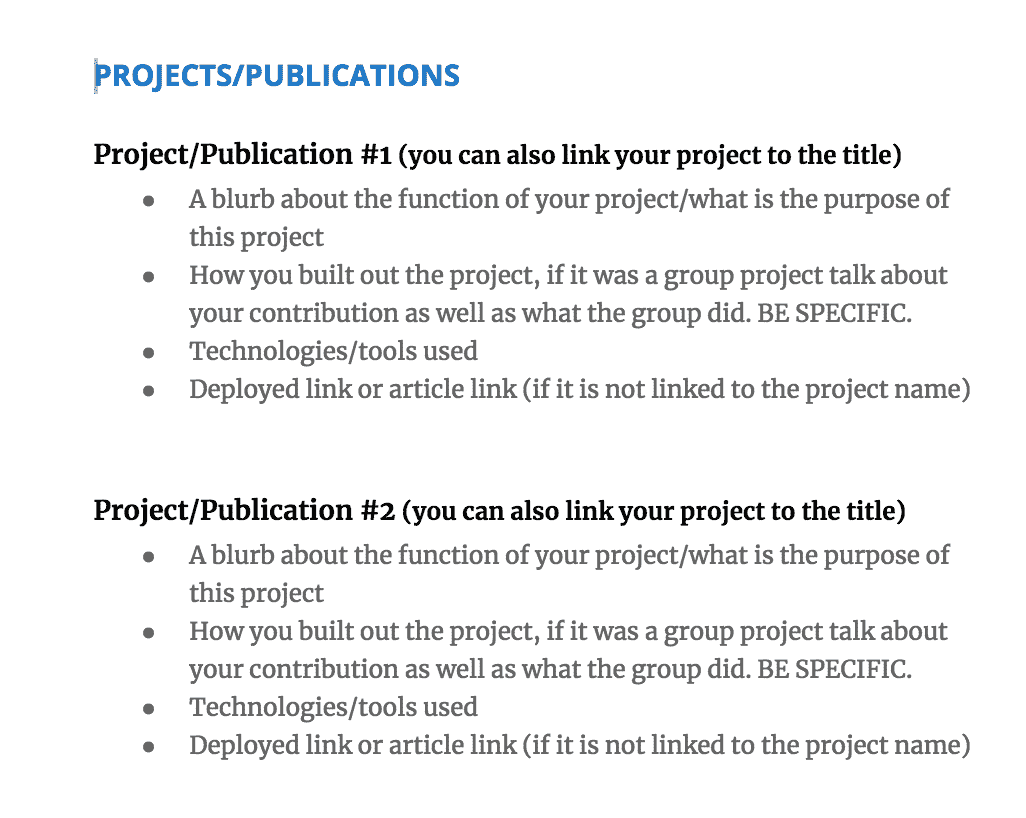 PROJECTS/PUBLICATIONS
Project/Publication #1 (you can also link your project to the title)
● A blurb about the function of your project/what is the purpose of
this project
● How you built out the project, if it was a group project talk about
your contribution as well as what the group did. BE SPECIFIC.
● Technologies/tools used
● Deployed link or article link (if it is not linked to the project name)
Project/Publication #2 (you can also link your project to the title)
● A blurb about the function of your project/what is the purpose of
this project
● How you built out the project, if it was a group project talk about
your contribution as well as what the group did. BE SPECIFIC.
● Technologies/tools used
● Deployed link or article link (if it is not linked to the project name)